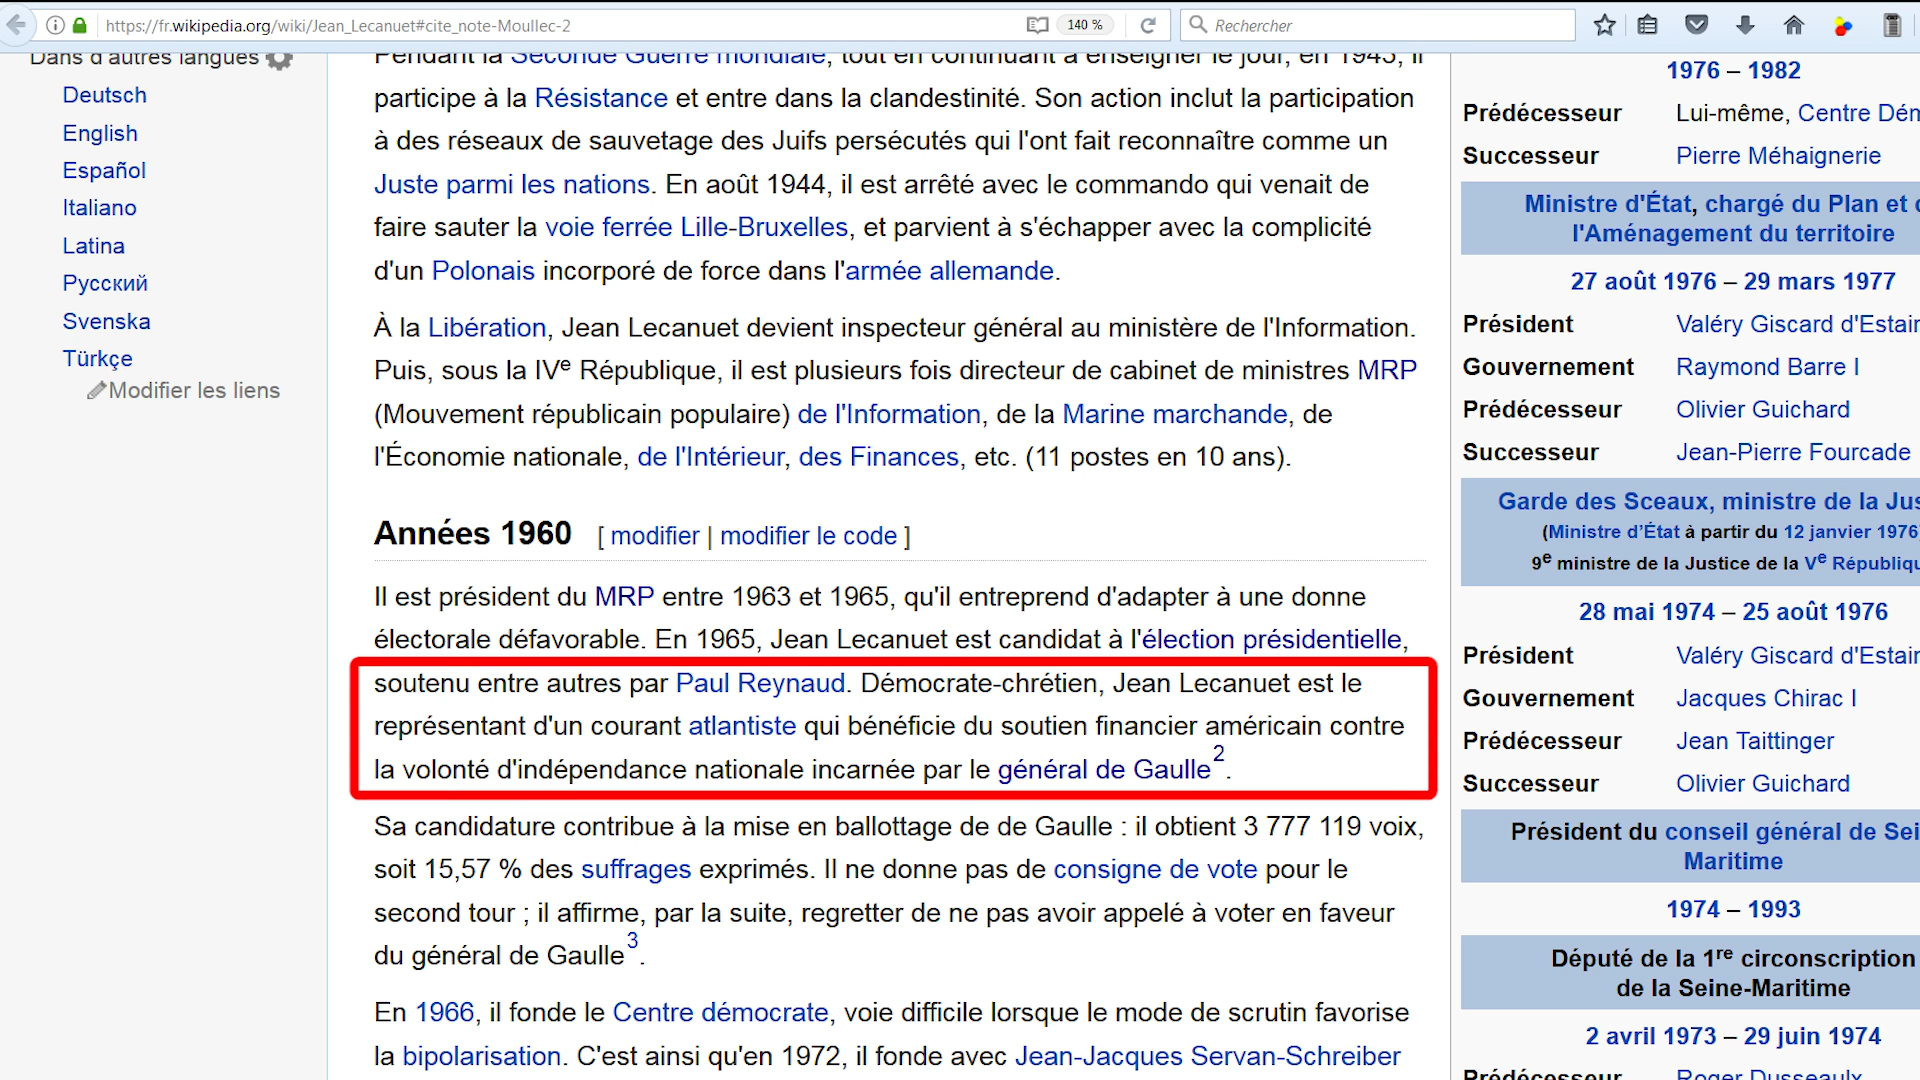 https://fr.wikipedia.org/wiki/Jean_Lecanuet#cite_note-Moullec-2
140 %
Rechercher
Dans d'autres langues
Deutsch
English
Español
Italiano
Latina
Русский
Svenska
Türkçe
Modifier les liens
Pendant la Seconde Guerre mondiale, tout en continuant à enseigner le jour, en 1943, il
participe à la Résistance et entre dans la clandestinité. Son action inclut la participation
à des réseaux de sauvetage des Juifs persécutés qui l'ont fait reconnaître comme un
Juste parmi les nations. En août 1944, il est arrêté avec le commando qui venait de
faire sauter la voie ferrée Lille-Bruxelles, et parvient à s'échapper avec la complicité
d'un Polonais incorporé de force dans l'armée allemande.
À la Libération, Jean Lecanuet devient inspecteur général au ministère de l'Information.
Puis, sous la IVe République, il est plusieurs fois directeur de cabinet de ministres MRP
(Mouvement républicain populaire) de l'Information, de la Marine marchande, de
l'Économie nationale, de l'Intérieur, des Finances, etc. (11 postes en 10 ans).
Années 1960 [ modifier | modifier le code ]
Il est président du MRP entre 1963 et 1965, qu'il entreprend d'adapter à une donne
électorale défavorable. En 1965, Jean Lecanuet est candidat à l'élection présidentielle,
soutenu entre autres par Paul Reynaud. Démocrate-chrétien, Jean Lecanuet est le
représentant d'un courant atlantiste qui bénéficie du soutien financier américain contre
la volonté d'indépendance nationale incarnée par le général de Gaulle2.
Sa candidature contribue à la mise en ballottage de de Gaulle : il obtient 3 777 119 voix,
soit 15,57 % des suffrages exprimés. Il ne donne pas de consigne de vote pour le
second tour ; il affirme, par la suite, regretter de ne pas avoir appelé à voter en faveur
du général de Gaulle3.
En 1966, il fonde le Centre démocrate, voie difficile lorsque le mode de scrutin favorise
la bipolarisation. C'est ainsi qu'en 1972, il fonde avec Jean-Jacques Servan-Schreiber
1976 – 1982
Prédécesseur Lui-même, Centre Dém
Successeur Pierre Méhaignerie
Ministre d'État, chargé du Plan et d
l'Aménagement du territoire
27 août 1976 – 29 mars 1977
Président Valéry Giscard d'Estain
Gouvernement Raymond Barre I
Prédécesseur Olivier Guichard
Successeur Jean-Pierre Fourcade
Garde des Sceaux, ministre de la Jus
(Ministre d'État à partir du 12 janvier 1976)
9e ministre de la Justice de la Ve Républiqu
28 mai 1974 – 25 août 1976
Président Valéry Giscard d'Estain
Gouvernement Jacques Chirac I
Prédécesseur Jean Taittinger
Successeur Olivier Guichard
Président du conseil général de Sei
Maritime
1974 – 1993
Député de la 1re circonscription
de la Seine-Maritime
2 avril 1973 – 29 juin 1974
Prédécesseur Roger Dusseaulx